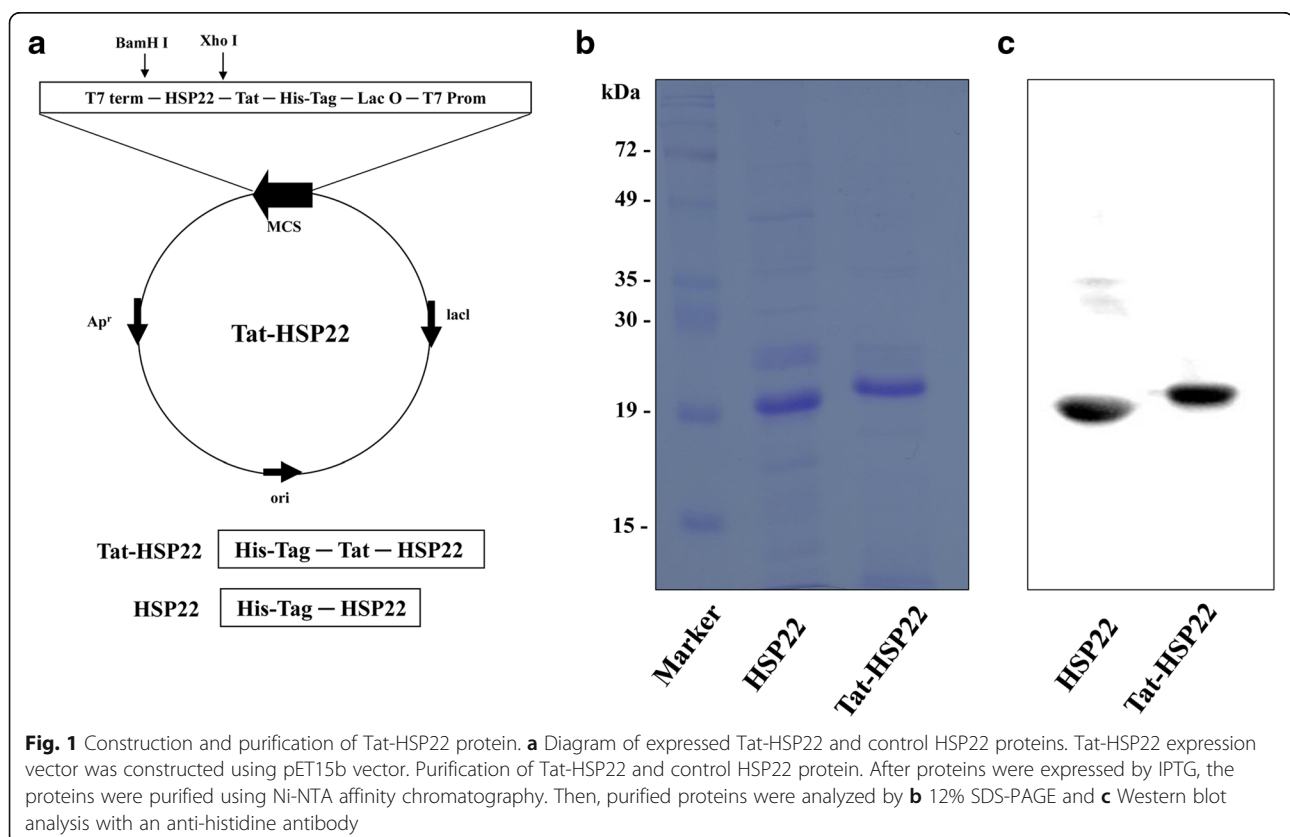 a
BamH I Xho I
T7 term — HSP22 — Tat — His-Tag — Lac O — T7 Prom
MCS
Apʳ
Tat-HSP22
lacI
ori
Tat-HSP22 His-Tag — Tat — HSP22
HSP22 His-Tag — HSP22
b
kDa
72 -
49 -
35 -
30 -
19 -
15 -
Marker
HSP22
Tat-HSP22
c
HSP22
Tat-HSP22
Fig. 1 Construction and purification of Tat-HSP22 protein. a Diagram of expressed Tat-HSP22 and control HSP22 proteins. Tat-HSP22 expression
vector was constructed using pET15b vector. Purification of Tat-HSP22 and control HSP22 protein. After proteins were expressed by IPTG, the
proteins were purified using Ni-NTA affinity chromatography. Then, purified proteins were analyzed by b 12% SDS-PAGE and c Western blot
analysis with an anti-histidine antibody